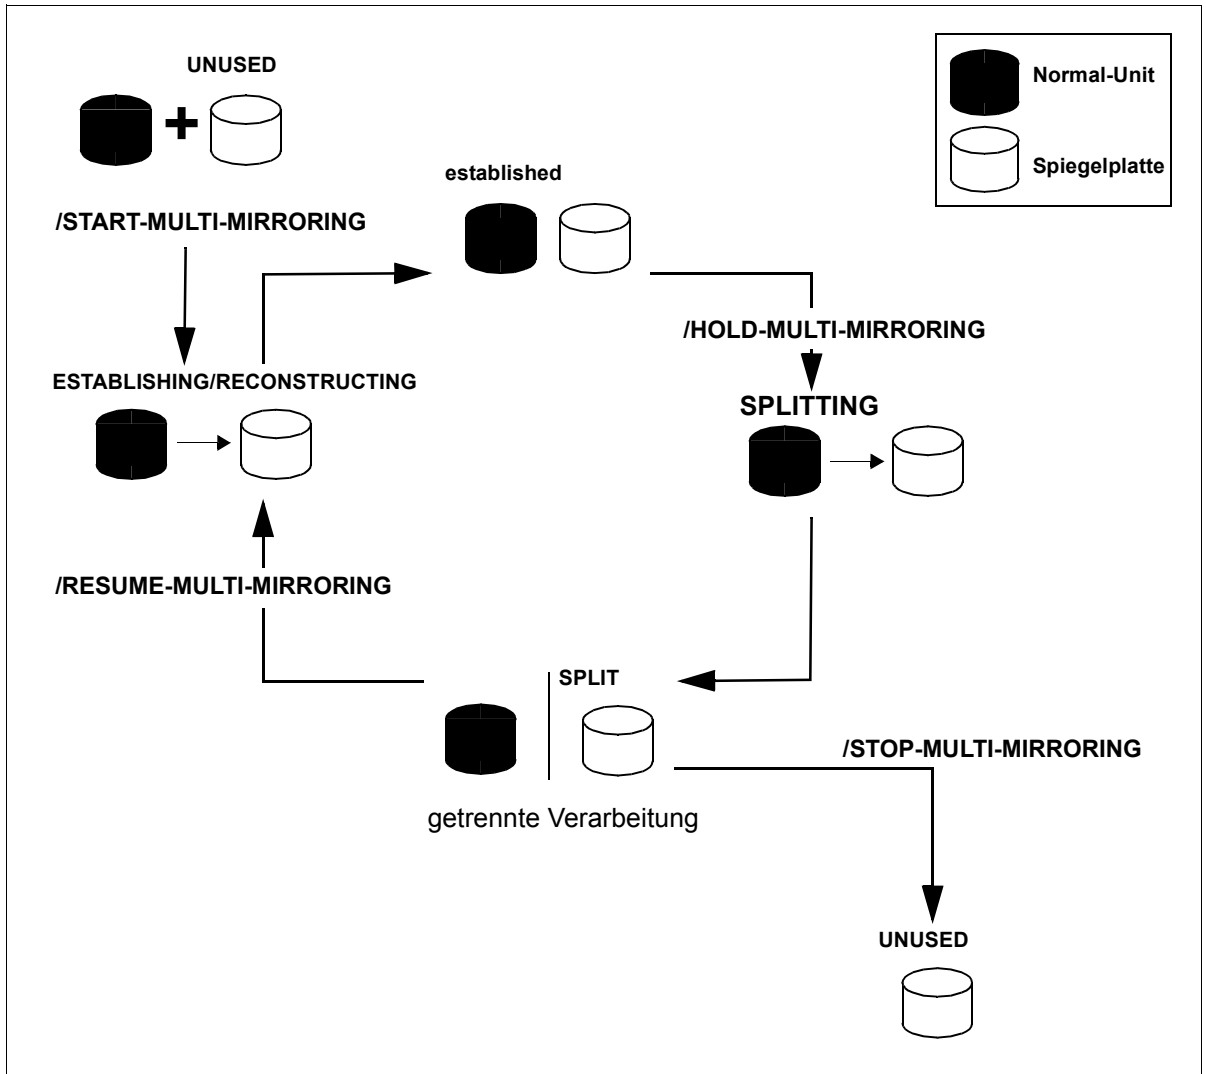 UNUSED
Normal-Unit
+
Spiegelplatte
established
/START-MULTI-MIRRORING
/HOLD-MULTI-MIRRORING
ESTABLISHING/RECONSTRUCTING
SPLITTING
/RESUME-MULTI-MIRRORING
SPLIT
/STOP-MULTI-MIRRORING
getrennte Verarbeitung
UNUSED